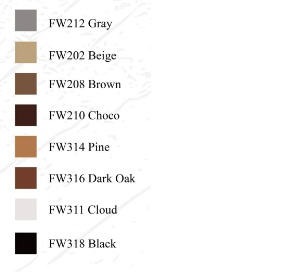 FW212 Gray
FW202 Beige
FW208 Brown
FW210 Choco
FW314 Pine
FW316 Dark Oak
FW311 Cloud
FW318 Black